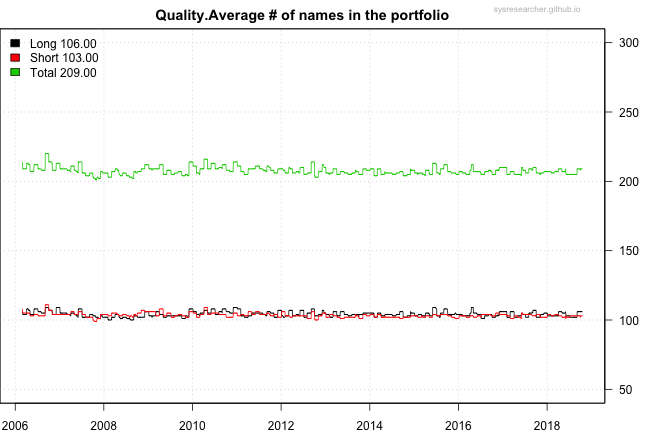 Quality.Average # of names in the portfolio
sysresearcher.github.io
Long 106.00
Short 103.00
Total 209.00
300
250
200
150
100
50
2006 2008 2010 2012 2014 2016 2018